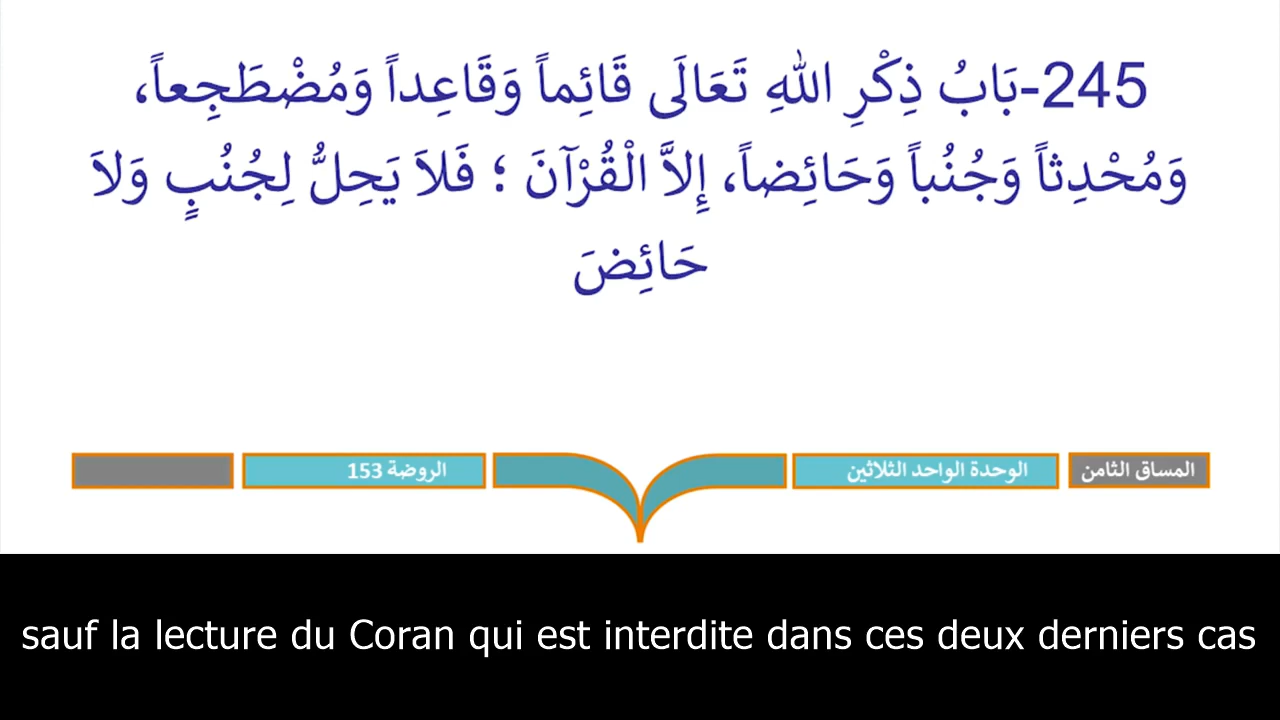 245-بَابُ ذِكْرِ اللهِ تَعَالَى قَائِماً وَقَاعِداً وَمُضْطَجِعاً،
وَمُحْدِثاً وَجُنُباً وَحَائِضاً، إِلاَّ الْقُرْآنَ ؛ فَلاَ يَحِلُّ لِجُنُبٍ وَلاَ
حَائِضَ
المساق الثامن
الوحدة الواحد الثلاثين
الروضة 153
sauf la lecture du Coran qui est interdite dans ces deux derniers cas